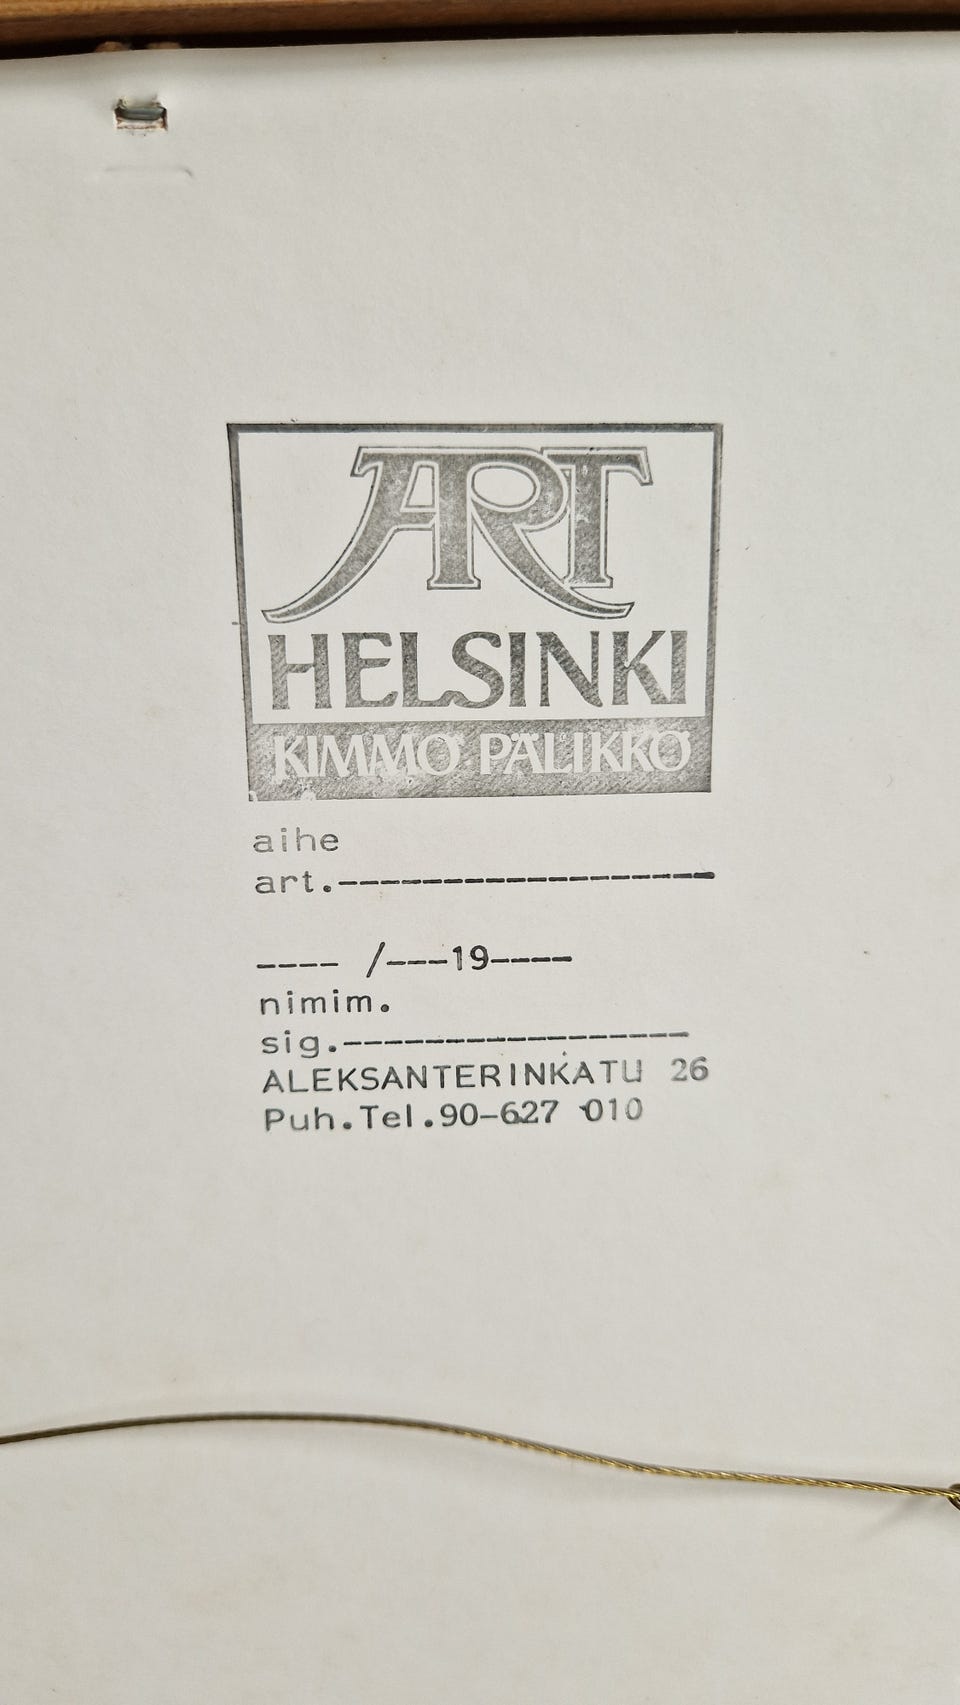 ART
HELSINKI
KIMMO PÄLIKKÖ
aihe
art.------------------
---- /---19----
nimim.
sig.-----------------
ALEKSANTERINKATU 26
Puh.Tel.90-627 010